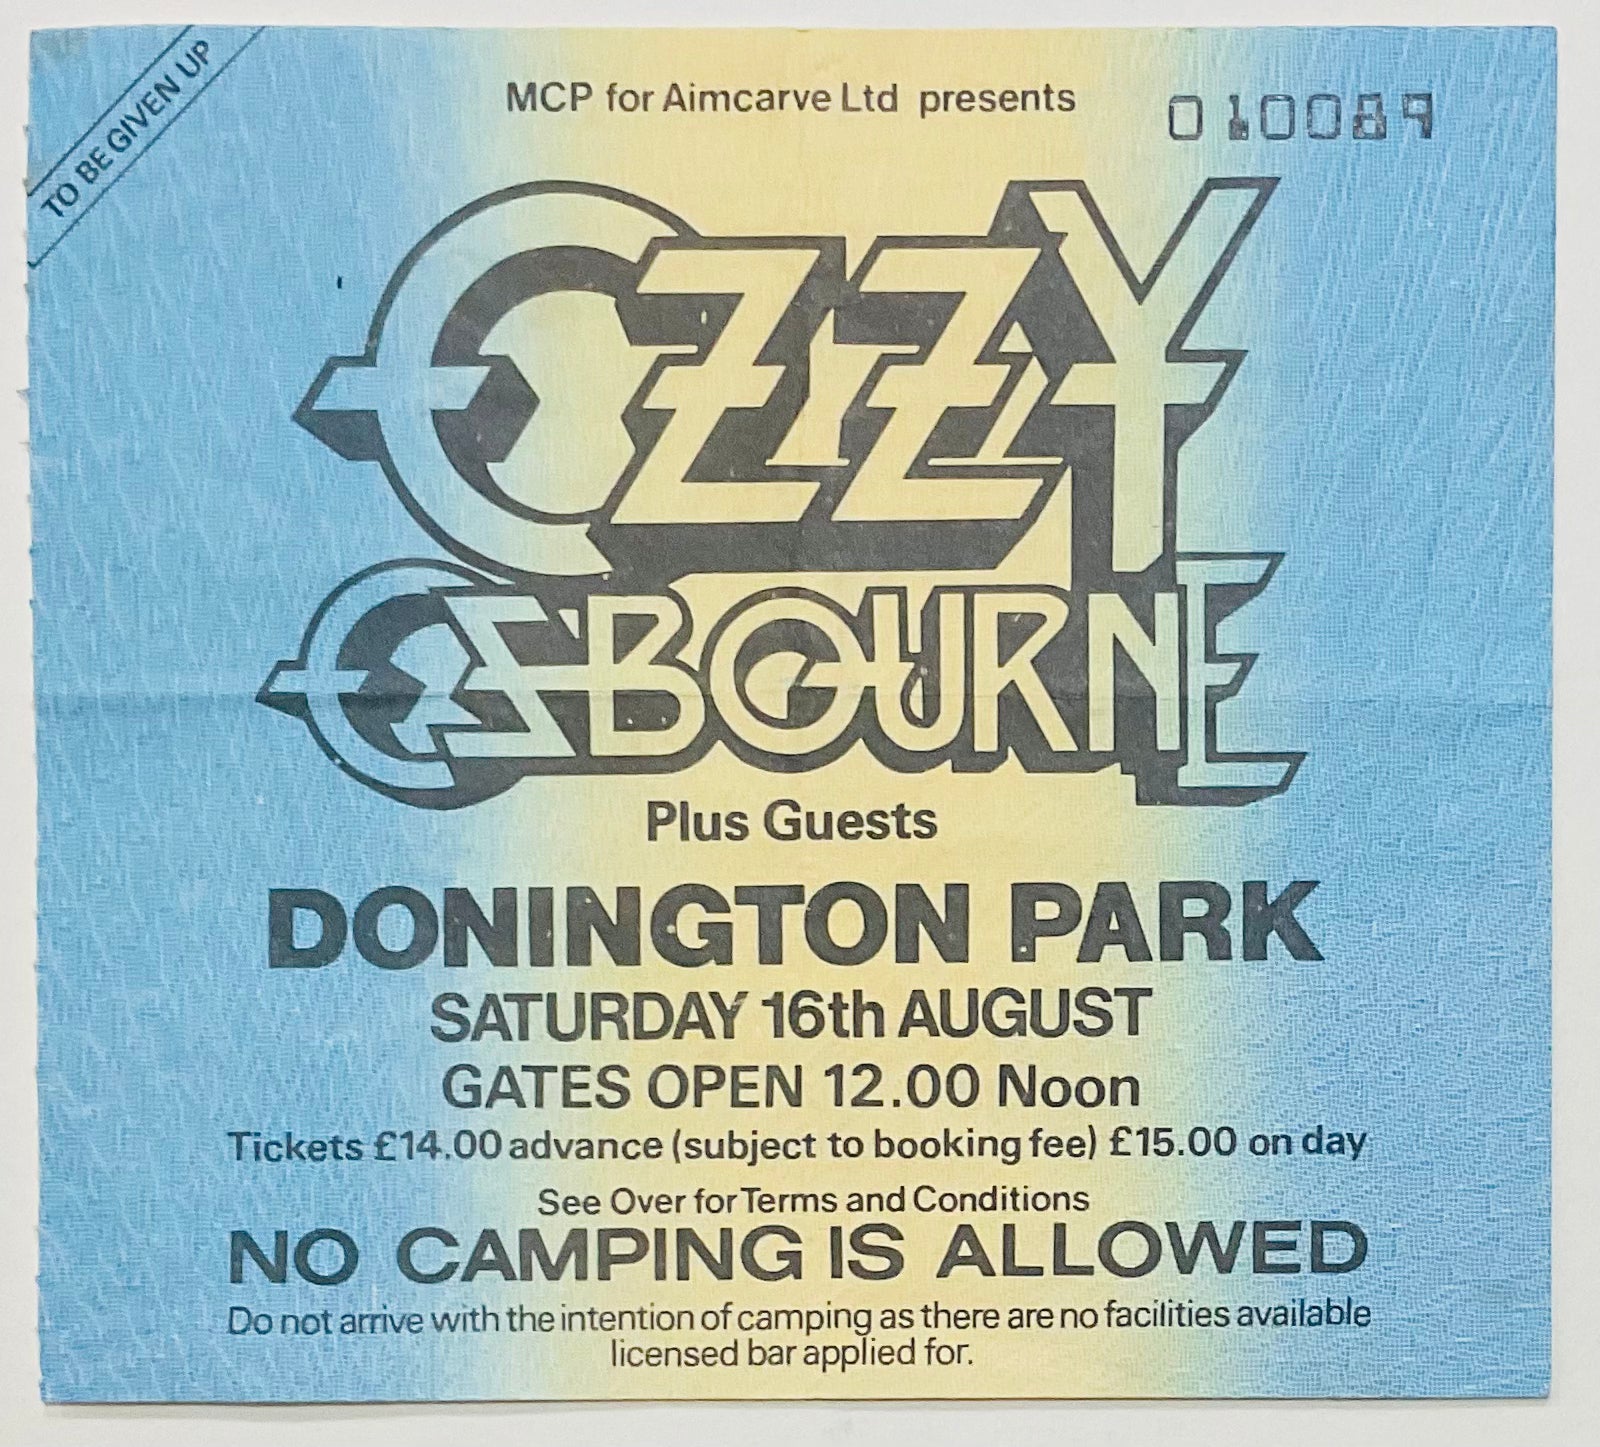 TO BE GIVEN UP
MCP for Aimcarve Ltd presents
010089
OZZY
OSBOURNE
Plus Guests
DONINGTON PARK
SATURDAY 16th AUGUST
GATES OPEN 12.00 Noon
Tickets £14.00 advance (subject to booking fee) £15.00 on day
See Over for Terms and Conditions
NO CAMPING IS ALLOWED
Do not arrive with the intention of camping as there are no facilities available
licensed bar applied for.